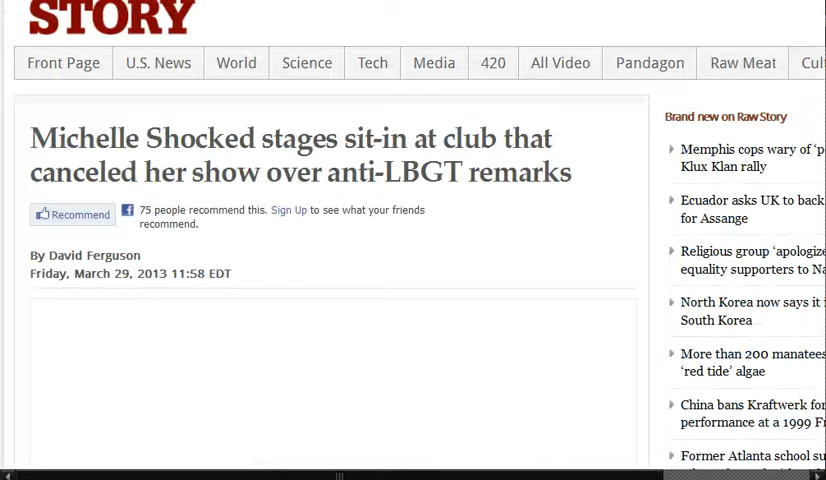 STORY
Front Page U.S. News World Science Tech Media 420 All Video Pandagon Raw Meat
Michelle Shocked stages sit-in at club that
canceled her show over anti-LBGT remarks
Recommend
75 people recommend this. Sign Up to see what your friends
recommend.
By David Ferguson
Friday, March 29, 2013 11:58 EDT
Brand new on Raw Story
Memphis cops wary of
Klux Klan rally
Ecuador asks UK to back
for Assange
Religious group ‘apologize
equality supporters to
North Korea now says it
South Korea
More than 200 manatees
‘red tide’ algae
China bans Kraftwerk for
performance at a 1999
Former Atlanta school